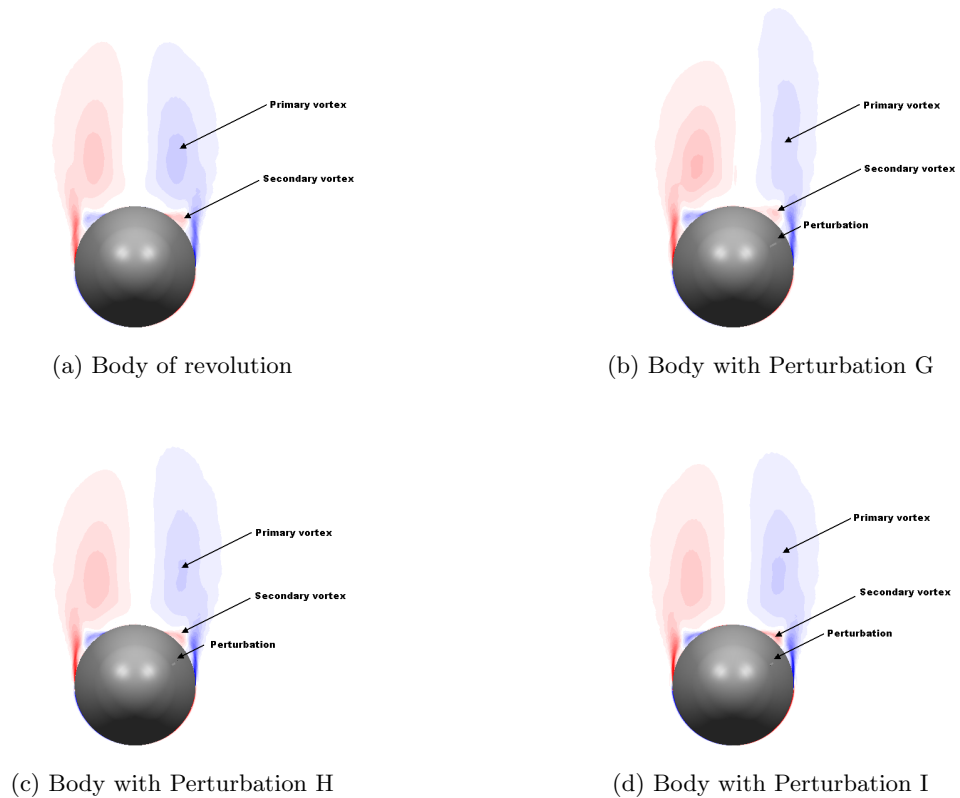 Primary vortex
Secondary vortex
(a) Body of revolution
Primary vortex
Secondary vortex
Perturbation
(b) Body with Perturbation G
Primary vortex
Secondary vortex
Perturbation
(c) Body with Perturbation H
Primary vortex
Secondary vortex
Perturbation
(d) Body with Perturbation I